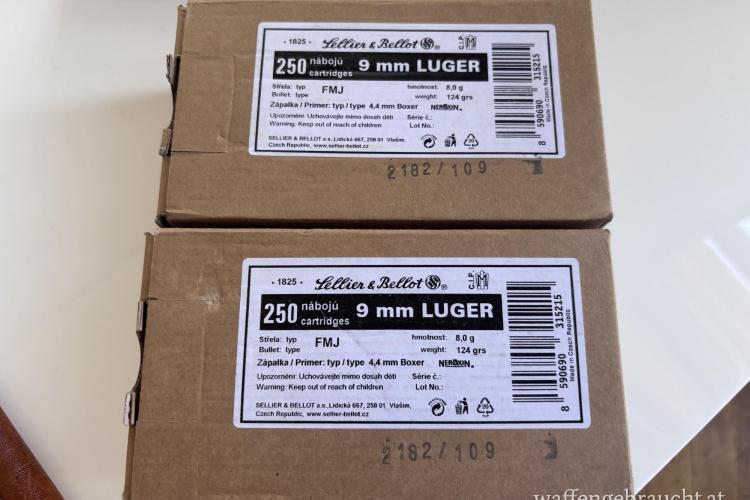 · 1825 · Sellier & Bellot S&B ® C.I.P.
250 nábojů cartridges 9 mm LUGER
Střela: typ FMJ hmotnost: 8,0 g
Bullet: type weight: 124 grs
Zápalka / Primer: typ / type 4,4 mm Boxer NEROXIN
Upozornění: Uchovávejte mimo dosah dětí Série č.:
Warning: Keep out of reach of children Lot No.:
SELLIER & BELLOT a.s.,Lidická 667, 258 01 Vlašim,
Czech Republic, www.sellier-bellot.cz
20
8 590690 315215
Made in Czech Republic
2182/109
· 1825 · Sellier & Bellot S&B ® C.I.P.
250 nábojů cartridges 9 mm LUGER
Střela: typ FMJ hmotnost: 8,0 g
Bullet: type weight: 124 grs
Zápalka / Primer: typ / type 4,4 mm Boxer NEROXIN
Upozornění: Uchovávejte mimo dosah dětí Série č.:
Warning: Keep out of reach of children Lot No.:
SELLIER & BELLOT a.s.,Lidická 667, 258 01 Vlašim,
Czech Republic, www.sellier-bellot.cz
20
8 590690 315215
Made in Czech Republic
2182/109
waffengebraucht.at